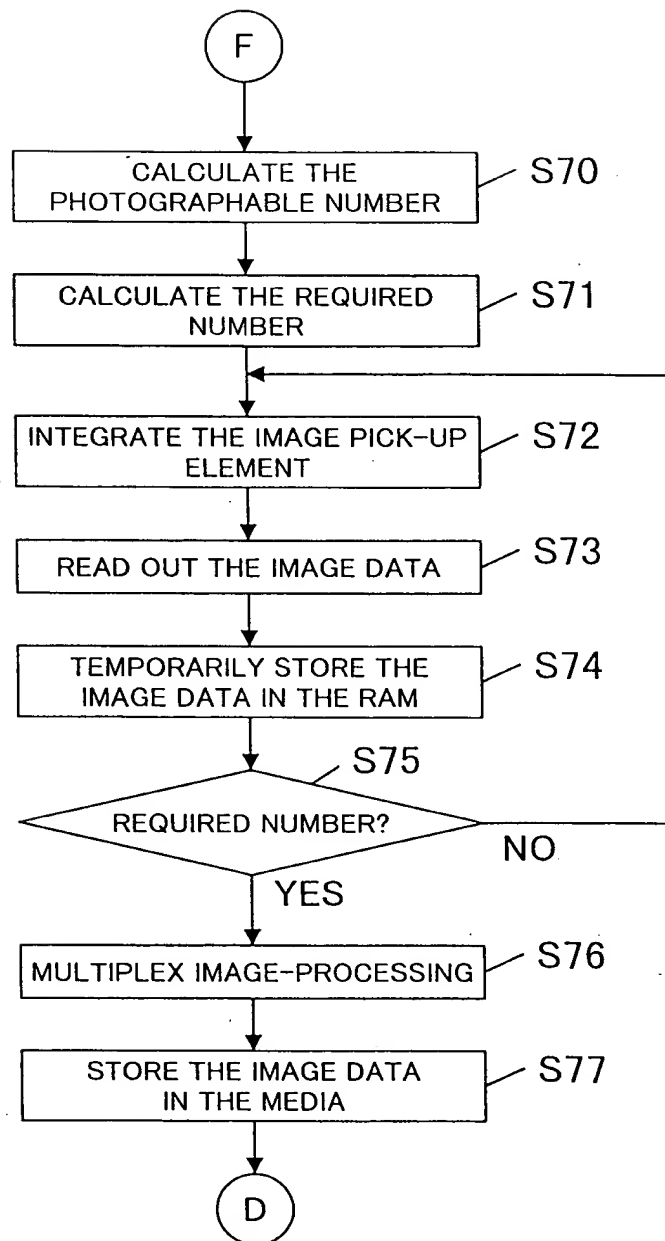 F
CALCULATE THE
PHOTOGRAPHABLE NUMBER
S70
CALCULATE THE REQUIRED
NUMBER
S71
INTEGRATE THE IMAGE PICK-UP
ELEMENT
S72
READ OUT THE IMAGE DATA
S73
TEMPORARILY STORE THE
IMAGE DATA IN THE RAM
S74
S75
REQUIRED NUMBER?
NO
YES
MULTIPLEX IMAGE-PROCESSING
S76
STORE THE IMAGE DATA
IN THE MEDIA
S77
D